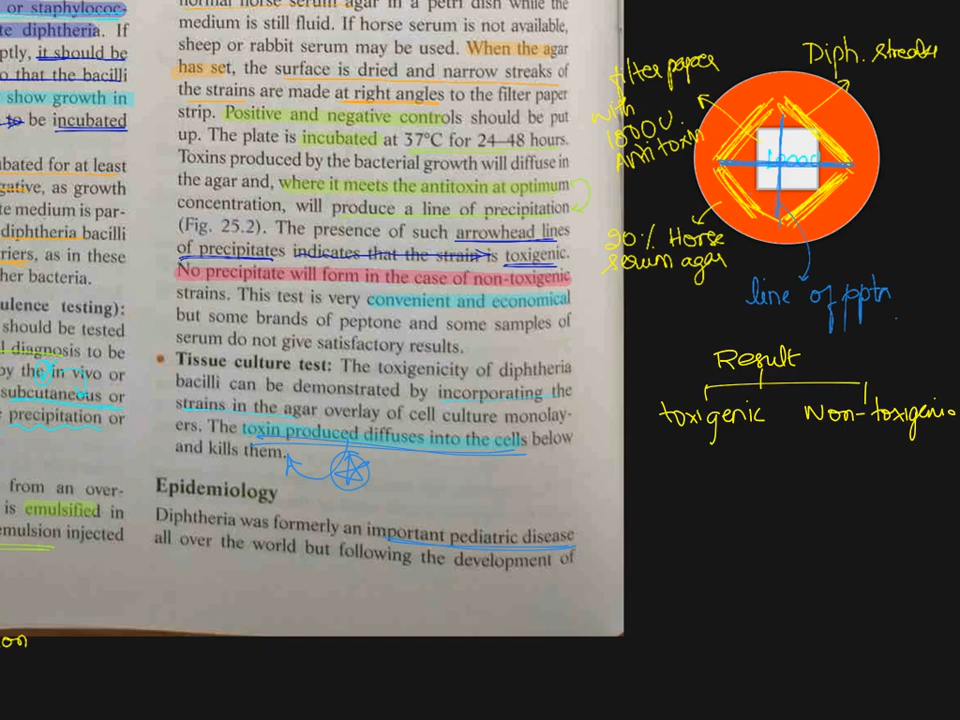 or staphylococ-
te diphtheria. If
ptly, it should be
o that the bacilli
show growth in
to be incubated
ubated for at least
gative, as growth
te medium is par-
diphtheria bacilli
riers, as in these
her bacteria.
ulence testing):
should be tested
l diagnosis to be
by the in vivo or
subcutaneous or
precipitation or
from an over-
is emulsified in
emulsion injected
on
normal horse serum agar in a petri dish while the
medium is still fluid. If horse serum is not available,
sheep or rabbit serum may be used. When the agar
has set, the surface is dried and narrow streaks of
the strains are made at right angles to the filter paper
strip. Positive and negative controls should be put
up. The plate is incubated at 37°C for 24–48 hours.
Toxins produced by the bacterial growth will diffuse in
the agar and, where it meets the antitoxin at optimum
concentration, will produce a line of precipitation
(Fig. 25.2). The presence of such arrowhead lines
of precipitates indicates that the strain is toxigenic.
No precipitate will form in the case of non-toxigenic
strains. This test is very convenient and economical
but some brands of peptone and some samples of
serum do not give satisfactory results.
• Tissue culture test: The toxigenicity of diphtheria
bacilli can be demonstrated by incorporating the
strains in the agar overlay of cell culture monolay-
ers. The toxin produced diffuses into the cells below
and kills them.
Epidemiology
Diphtheria was formerly an important pediatric disease
all over the world but following the development of
filter paper
with
1000U
Antitoxin
Diph. streaks
20% Horse
serum agar
line of pptn
Result
toxigenic Non-toxigenic